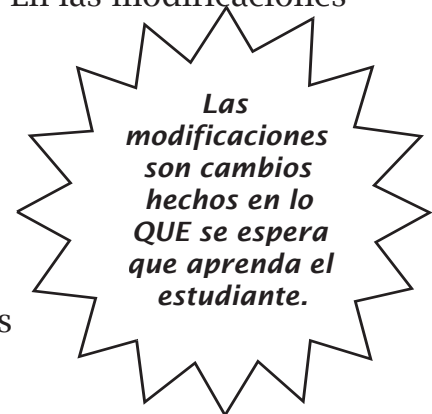 En las modificaciones
Las
modificaciones
son cambios
hechos en lo
QUE se espera
que aprenda el
estudiante.
s